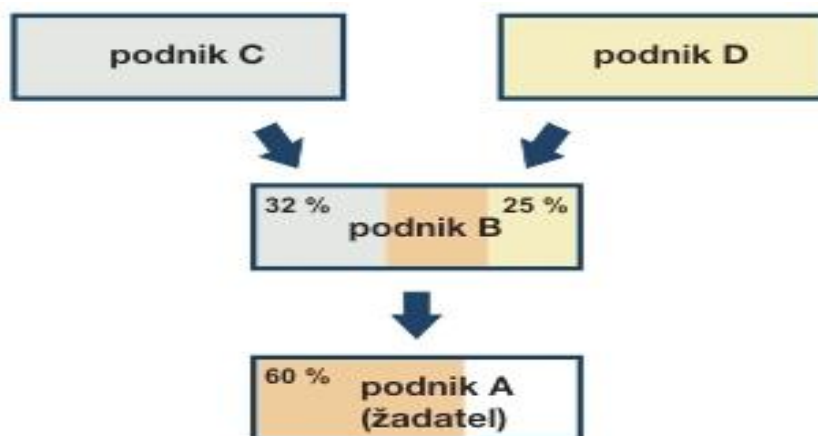 podnik C
podnik D
32 %
25 %
podnik B
60 %
podnik A
(žadatel)